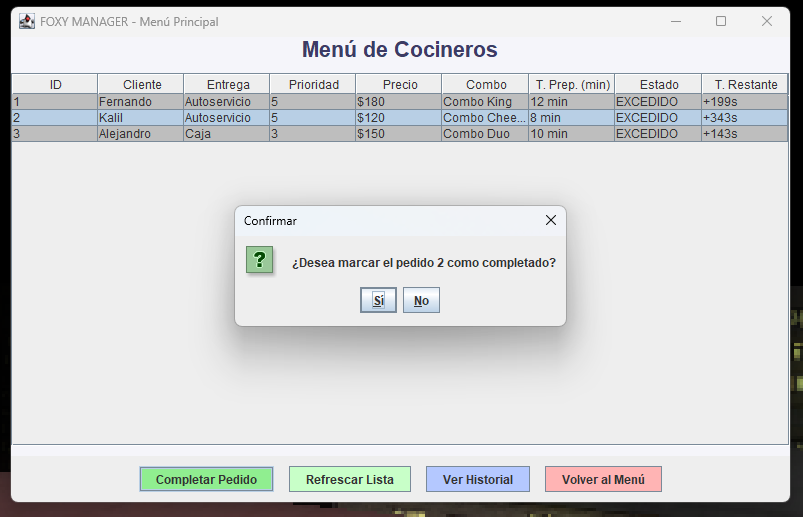 FOXY MANAGER - Menú Principal
Menú de Cocineros
ID Cliente Entrega Prioridad Precio Combo T. Prep. (min) Estado T. Restante
1 Fernando Autoservicio 5 $180 Combo King 12 min EXCEDIDO +199s
2 Kalil Autoservicio 5 $120 Combo Chee... 8 min EXCEDIDO +343s
3 Alejandro Caja 3 $150 Combo Duo 10 min EXCEDIDO +143s
Confirmar
?
¿Desea marcar el pedido 2 como completado?
Sí No
Completar Pedido Refrescar Lista Ver Historial Volver al Menú